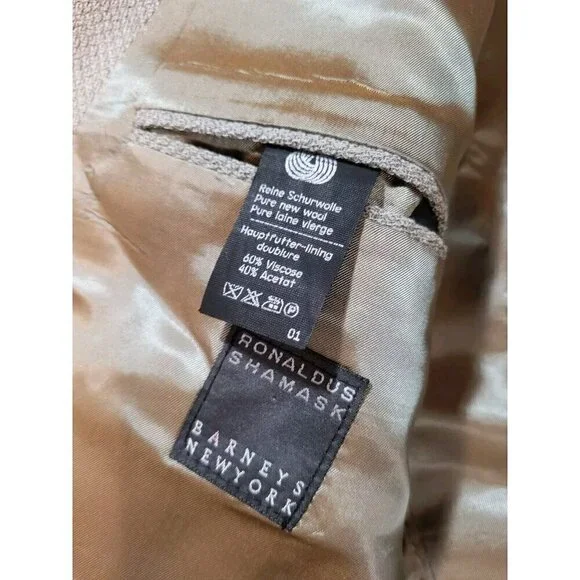 Reine Schurwolle
Pure new wool
Pure laine vierge
Hauptfutter-lining
doublure
60% Viscose
40% Acetat
P
01
RONALDUS
SHAMASK
BARNEYS
NEWYORK